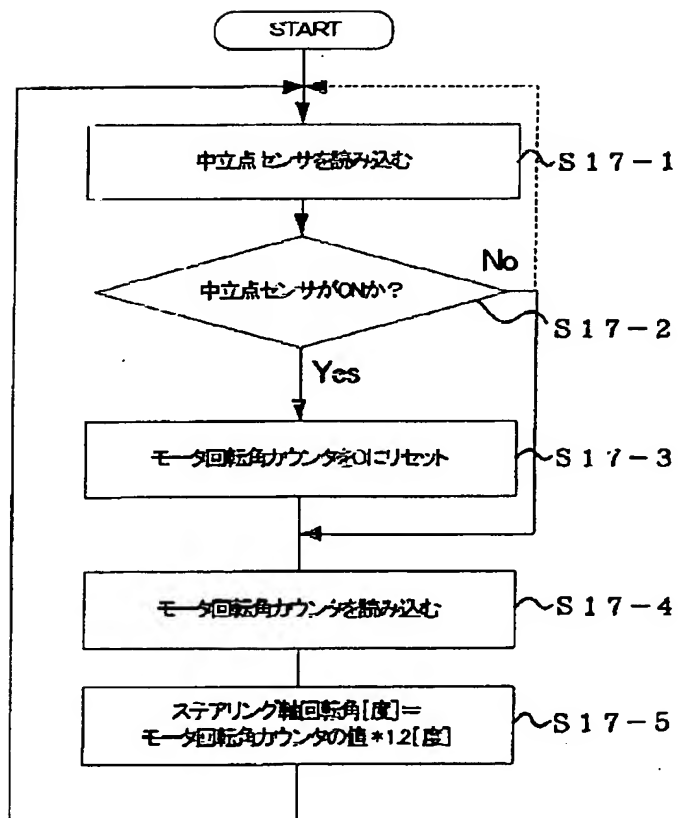 START
中立点センサを読み込む
S17-1
中立点センサがONか?
No
S17-2
Yes
モータ回転角カウンタを0にリセット
S17-3
モータ回転角カウンタを読み込む
S17-4
ステアリング軸回転角[度]=
モータ回転角カウンタの値*1.2[度]
S17-5